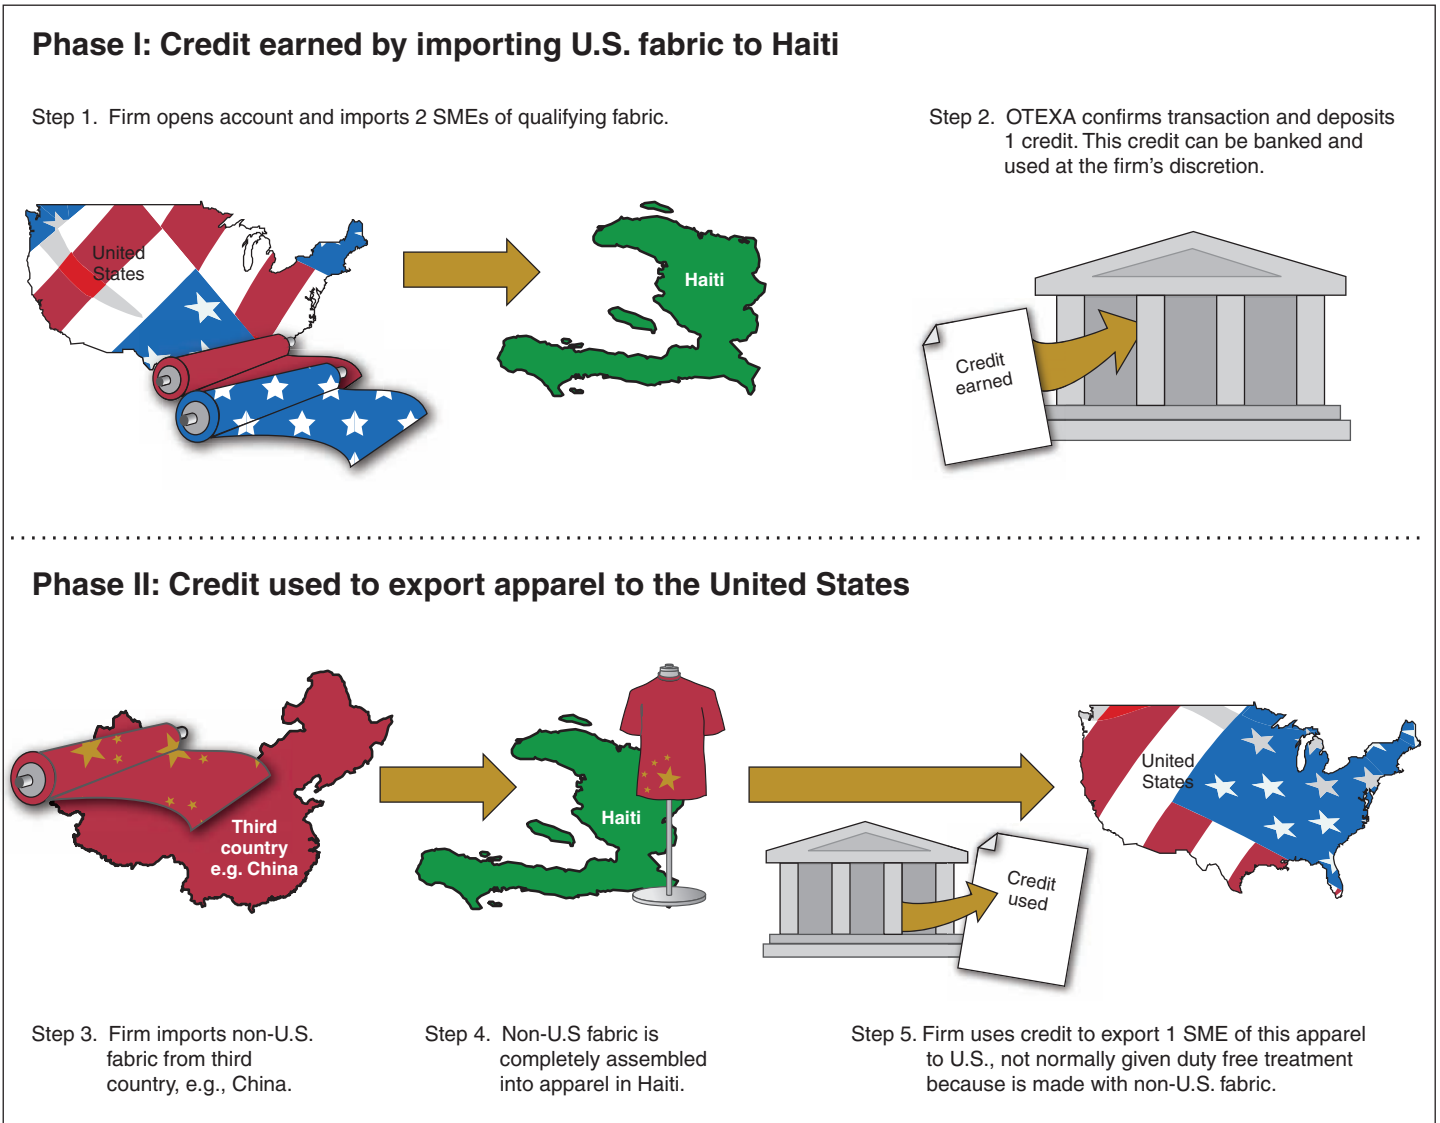 Phase I: Credit earned by importing U.S. fabric to Haiti
Step 1. Firm opens account and imports 2 SMEs of qualifying fabric.
Step 2. OTEXA confirms transaction and deposits
1 credit. This credit can be banked and
used at the firm's discretion.
United
States
Haiti
Credit
earned
Phase II: Credit used to export apparel to the United States
Third
country
e.g. China
Haiti
Credit
used
United
States
Step 3. Firm imports non-U.S.
fabric from third
country, e.g., China.
Step 4. Non-U.S fabric is
completely assembled
into apparel in Haiti.
Step 5. Firm uses credit to export 1 SME of this apparel
to U.S., not normally given duty free treatment
because is made with non-U.S. fabric.